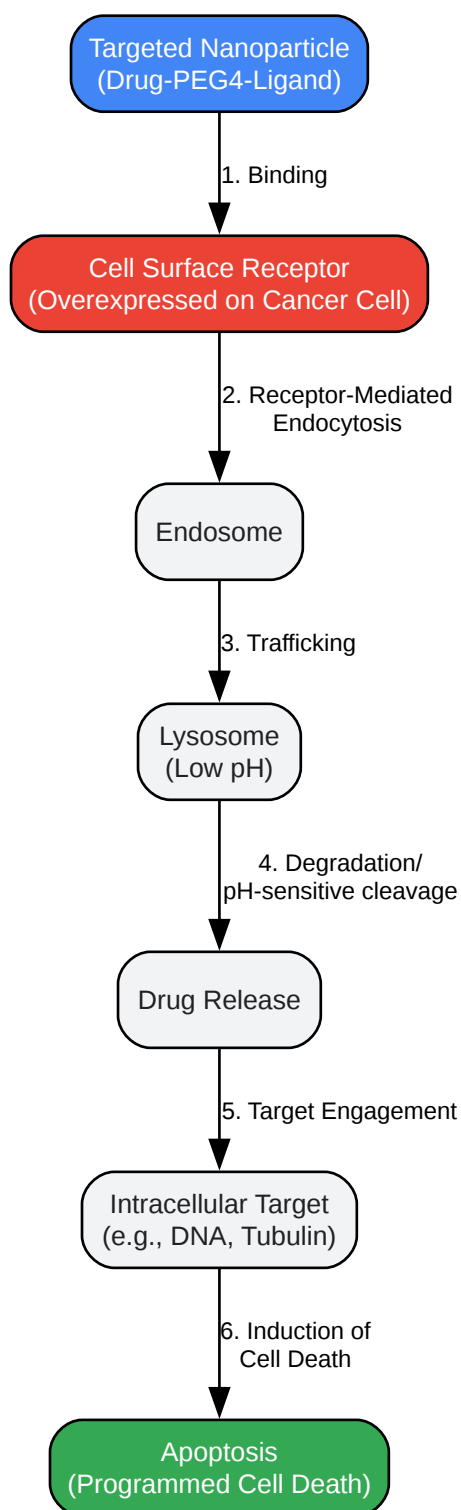 Targeted Nanoparticle
(Drug-PEG4-Ligand)
1. Binding
Cell Surface Receptor
(Overexpressed on Cancer Cell)
2. Receptor-Mediated
Endocytosis
Endosome
3. Trafficking
Lysosome
(Low pH)
4. Degradation/
pH-sensitive cleavage
Drug Release
5. Target Engagement
Intracellular Target
(e.g., DNA, Tubulin)
6. Induction of
Cell Death
Apoptosis
(Programmed Cell Death)